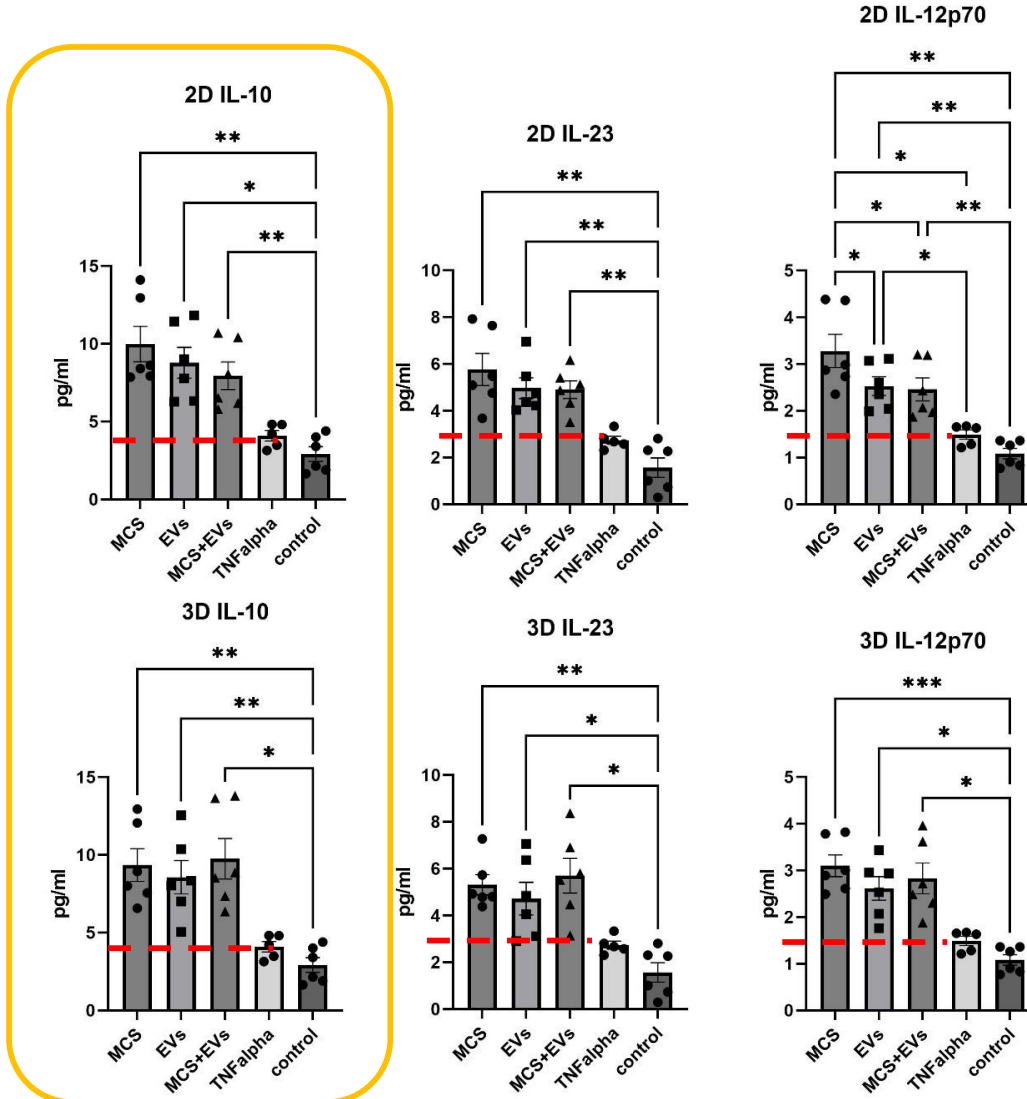 2D IL-10
**
*
**
15
10
5
0
pg/ml
MCS
EVs
MCS+EVs
TNFalpha
control
2D IL-23
**
**
**
10
8
6
4
2
0
pg/ml
MCS
EVs
MCS+EVs
TNFalpha
control
2D IL-12p70
**
**
*
*
**
*
*
5
4
3
2
1
0
pg/ml
MCS
EVs
MCS+EVs
TNFalpha
control
3D IL-10
**
**
*
15
10
5
0
pg/ml
MCS
EVs
MCS+EVs
TNFalpha
control
3D IL-23
**
*
*
10
8
6
4
2
0
pg/ml
MCS
EVs
MCS+EVs
TNFalpha
control
3D IL-12p70
***
*
*
5
4
3
2
1
0
pg/ml
MCS
EVs
MCS+EVs
TNFalpha
control